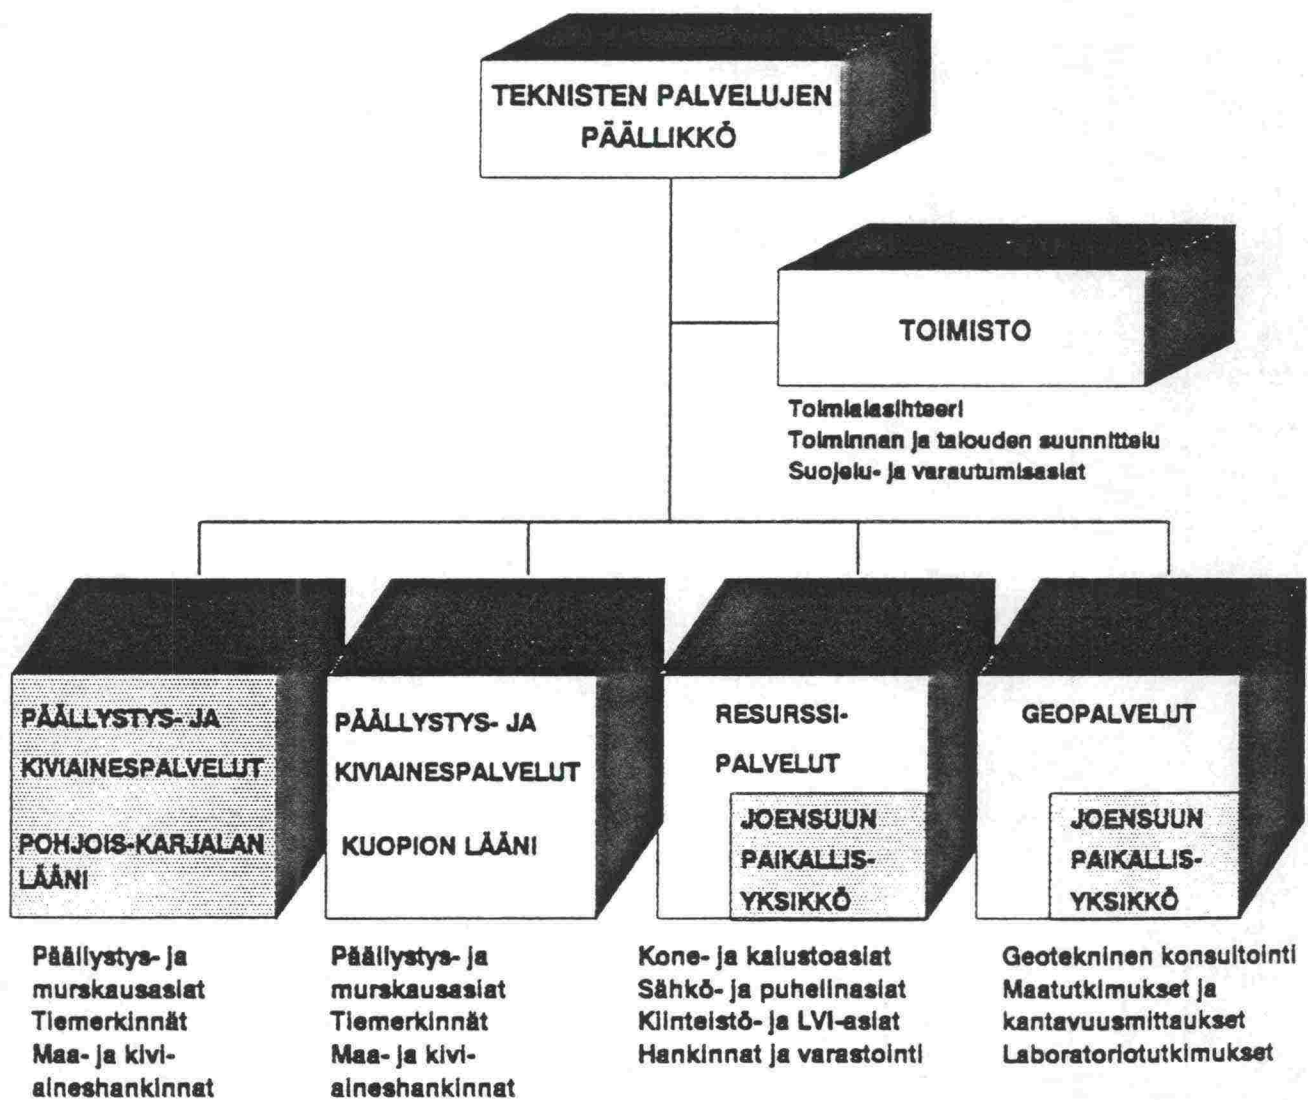 TEKNISTEN PALVELUJEN
PÄÄLLIKKÖ
TOIMISTO
Toimialasihteeri
Toiminnan ja talouden suunnittelu
Suojelu- ja varautumisasiat
PÄÄLLYSTYS- JA
KIVIAINESPALVELUT
POHJOIS-KARJALAN
LÄÄNI
Päällystys- ja
murskausasiat
Tiemerkinnät
Maa- ja kivi-
aineshankinnat
PÄÄLLYSTYS- JA
KIVIAINESPALVELUT
KUOPION LÄÄNI
Päällystys- ja
murskausasiat
Tiemerkinnät
Maa- ja kivi-
aineshankinnat
RESURSSI-
PALVELUT
JOENSUUN
PAIKALLIS-
YKSIKKÖ
Kone- ja kalustoasiat
Sähkö- ja puhelinasiat
Kiinteistö- ja LVI-asiat
Hankinnat ja varastointi
GEOPALVELUT
JOENSUUN
PAIKALLIS-
YKSIKKÖ
Geotekninen konsultointi
Maatutkimukset ja
kantavuusmittaukset
Laboratoriotutkimukset